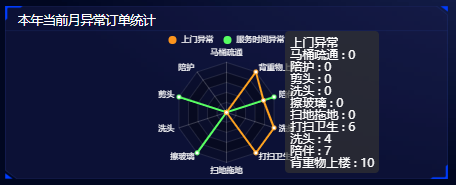 本年当前月异常订单统计
上门异常 服务时间异常
马桶疏通
陪护
背重物上
剪头
陪
洗头
洗
擦玻璃
打扫卫生
扫地拖地
上门异常
马桶疏通 : 0
陪护 : 0
剪头 : 0
洗头 : 0
擦玻璃 : 0
扫地拖地 : 0
打扫卫生 : 6
洗头 : 4
陪伴 : 7
背重物上楼 : 10